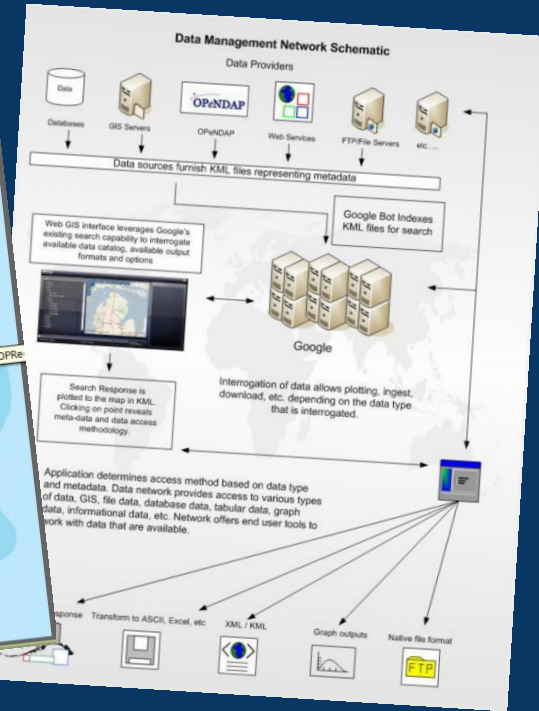 Data Management Network Schematic
Data Providers
Data
OPeNDAP
Databases
GIS Servers
OPeNDAP
Web Services
FTP/File Servers
etc.....
Data sources furnish KML files representing metadata
Google Bot Indexes
KML files for search
Web GIS interface leverages Google's
existing search capability to interrogate
available data catalog, available output
formats and options
Google
Search Response is
plotted to the map in KML.
Clicking on point reveals
meta-data and data access
methodology.
Interrogation of data allows plotting, ingest,
download, etc. depending on the data type
that is interrogated.
Application determines access method based on data type
and metadata. Data network provides access to various types
of data, GIS, file data, database data, tabular data, graph
data, informational data, etc. Network offers end user tools to
work with data that are available.
Transform to ASCII, Excel, etc
XML / KML
Graph outputs
Native file format
FTP